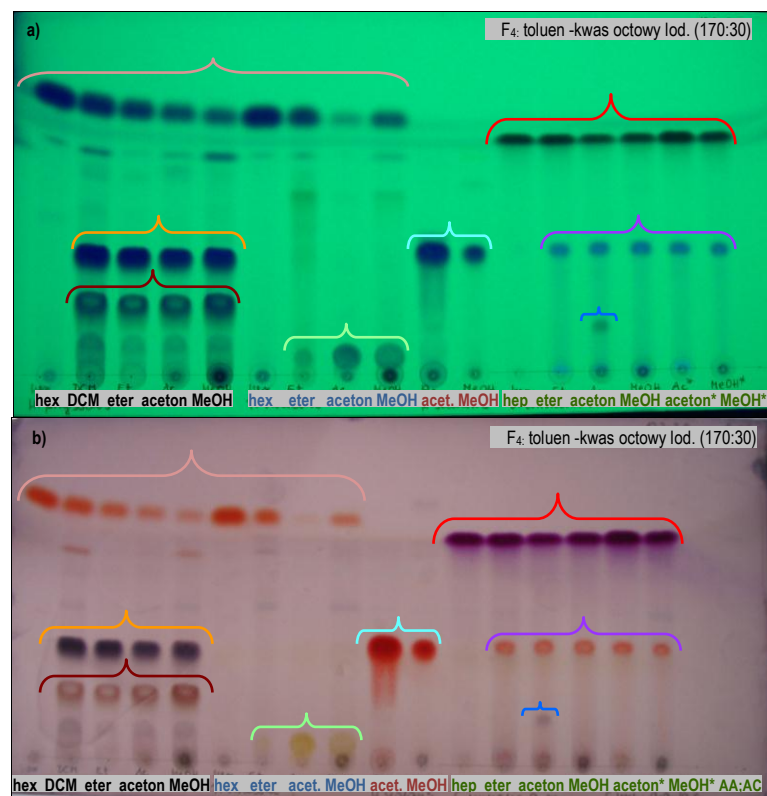 a)
F4: toluen -kwas octowy lod. (170:30)
hex DCM eter aceton MeOH hex eter aceton MeOH acet. MeOH hep eter aceton MeOH aceton* MeOH*
b)
F4: toluen -kwas octowy lod. (170:30)
hex DCM eter aceton MeOH hex eter acet. MeOH acet. MeOH hep eter aceton MeOH aceton* MeOH* AA:AC